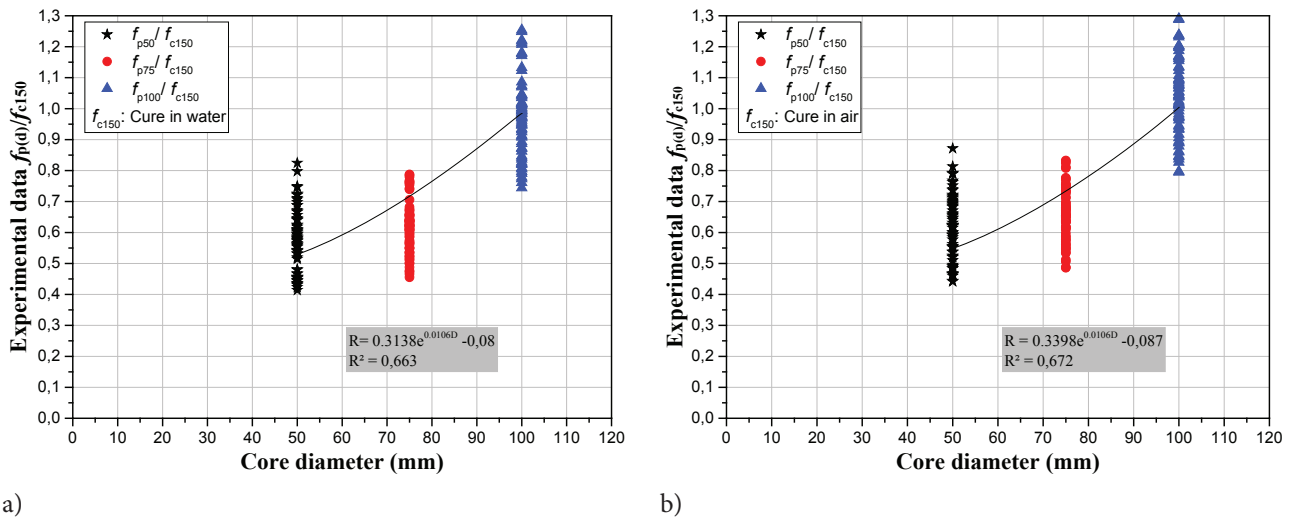 1,3
1,2
1,1
1,0
0,9
0,8
0,7
0,6
0,5
0,4
0,3
0,2
0,1
0,0
Experimental data fp(d)/fc150
fp50/ fc150
fp75/ fc150
fp100/ fc150
fc150: Cure in water
R= 0.3138e^0.0106D -0,08
R² = 0,663
0 10 20 30 40 50 60 70 80 90 100 110 120
Core diameter (mm)
a)
1,3
1,2
1,1
1,0
0,9
0,8
0,7
0,6
0,5
0,4
0,3
0,2
0,1
0,0
Experimental data fp(d)/fc150
fp50/ fc150
fp75/ fc150
fp100/ fc150
fc150: Cure in air
R = 0.3398e^0.0106D -0,087
R² = 0,672
0 10 20 30 40 50 60 70 80 90 100 110 120
Core diameter (mm)
b)